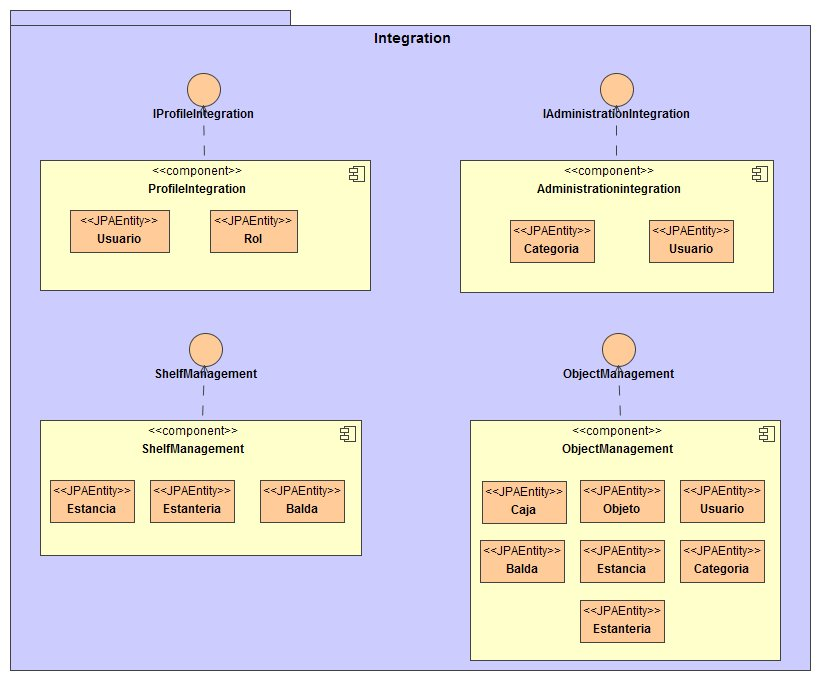 Integration
IProfileIntegration
IAdministrationIntegration
<<component>>
ProfileIntegration
<<JPAEntity>>
Usuario
<<JPAEntity>>
Rol
<<component>>
Administrationintegration
<<JPAEntity>>
Categoria
<<JPAEntity>>
Usuario
ShelfManagement
ObjectManagement
<<component>>
ShelfManagement
<<JPAEntity>>
Estancia
<<JPAEntity>>
Estanteria
<<JPAEntity>>
Balda
<<component>>
ObjectManagement
<<JPAEntity>>
Caja
<<JPAEntity>>
Objeto
<<JPAEntity>>
Usuario
<<JPAEntity>>
Balda
<<JPAEntity>>
Estancia
<<JPAEntity>>
Categoria
<<JPAEntity>>
Estanteria